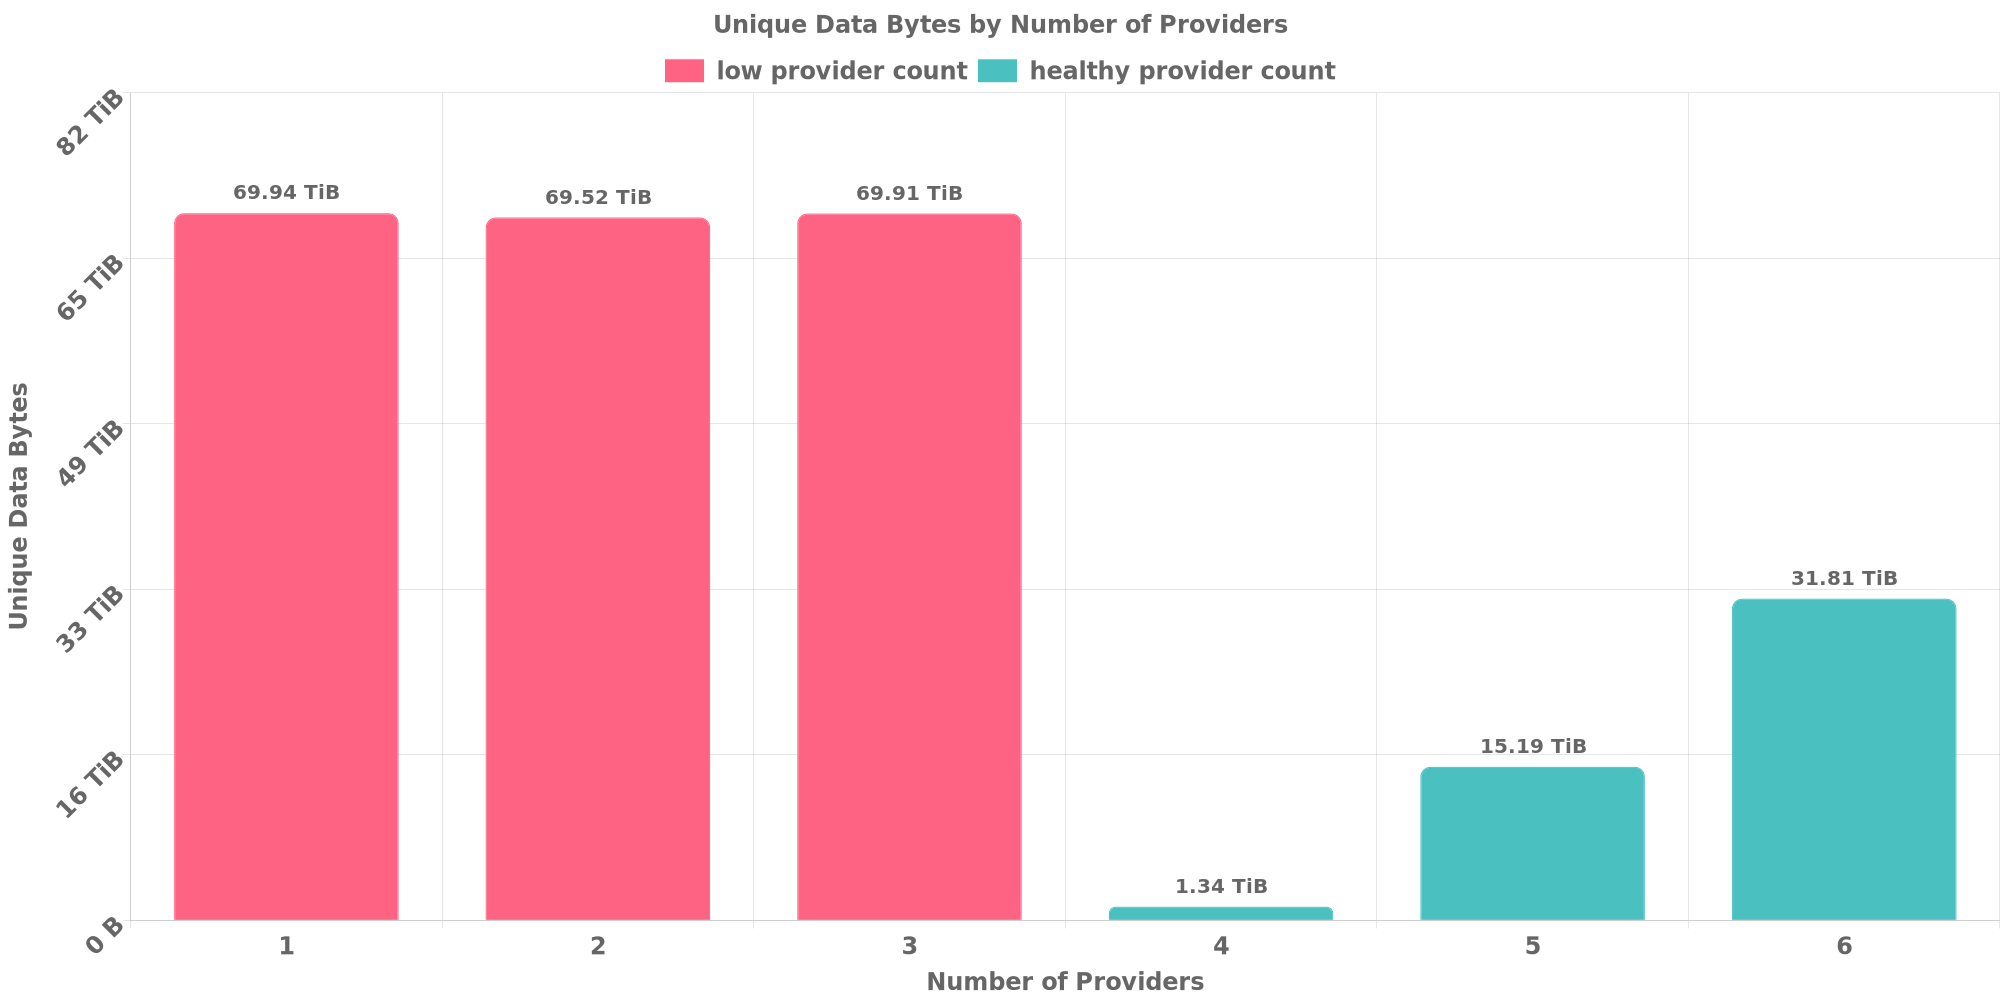 Unique Data Bytes by Number of Providers
low provider count healthy provider count
82 TiB
65 TiB
49 TiB
33 TiB
16 TiB
0 B
Unique Data Bytes
69.94 TiB
69.52 TiB
69.91 TiB
1.34 TiB
15.19 TiB
31.81 TiB
1 2 3 4 5 6
Number of Providers